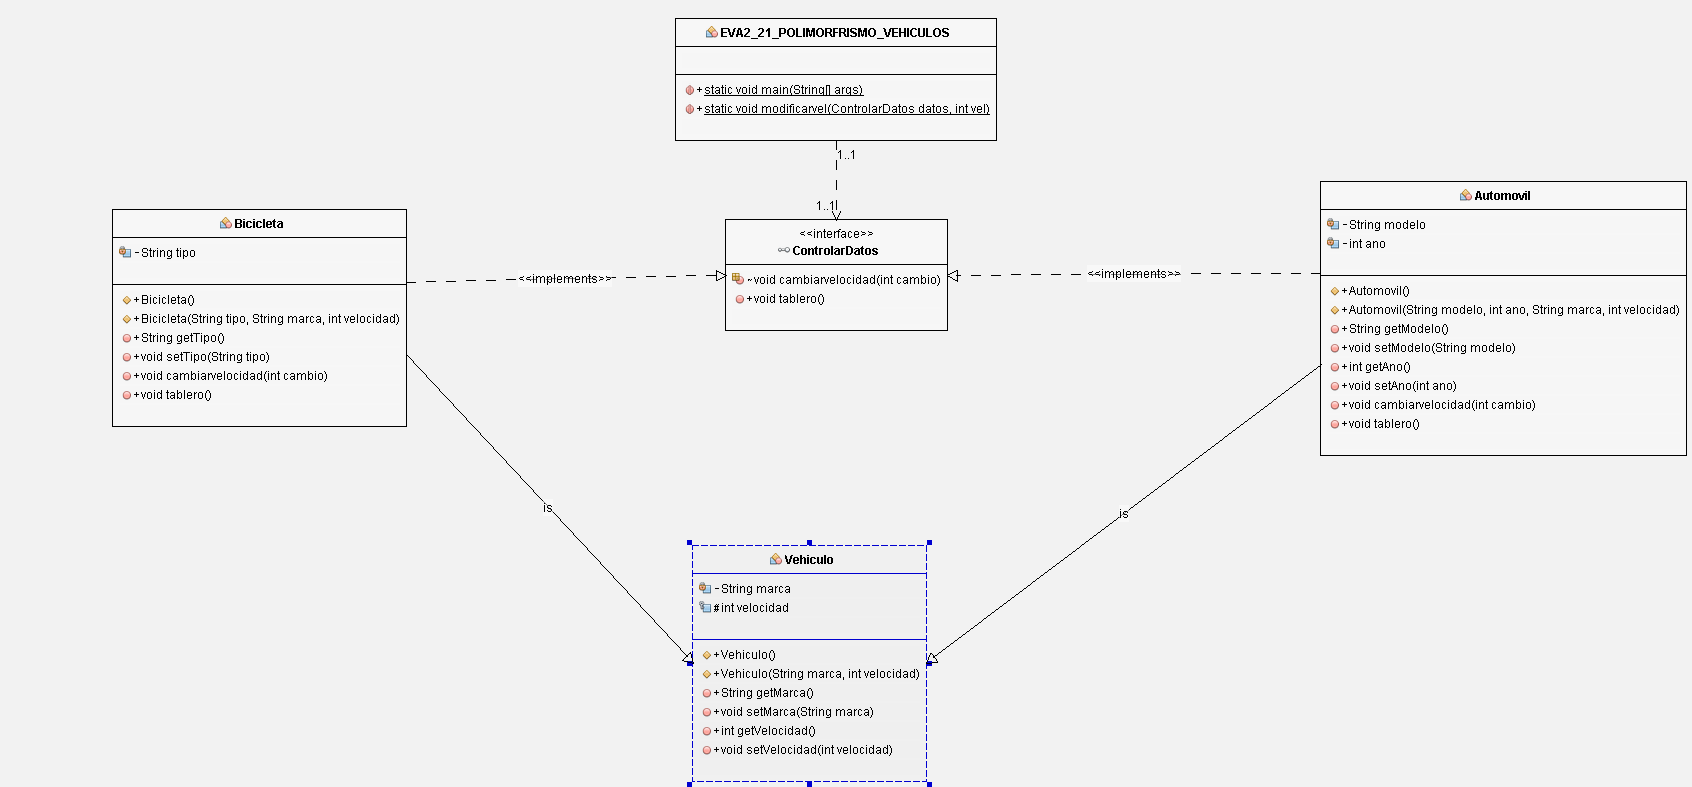 EVA2_21_POLIMORFRISMO_VEHICULOS
+static void main(String[] args)
+static void modificarvel(ControlarDatos datos, int vel)
1..1
1..1
<<interface>>
ControlarDatos
~void cambiarvelocidad(int cambio)
+void tablero()
Bicicleta
-String tipo
+Bicicleta()
+Bicicleta(String tipo, String marca, int velocidad)
+String getTipo()
+void setTipo(String tipo)
+void cambiarvelocidad(int cambio)
+void tablero()
<<implements>>
<<implements>>
Automovil
-String modelo
-int ano
+Automovil()
+Automovil(String modelo, int ano, String marca, int velocidad)
+String getModelo()
+void setModelo(String modelo)
+int getAno()
+void setAno(int ano)
+void cambiarvelocidad(int cambio)
+void tablero()
is
is
Vehiculo
-String marca
#int velocidad
+Vehiculo()
+Vehiculo(String marca, int velocidad)
+String getMarca()
+void setMarca(String marca)
+int getVelocidad()
+void setVelocidad(int velocidad)